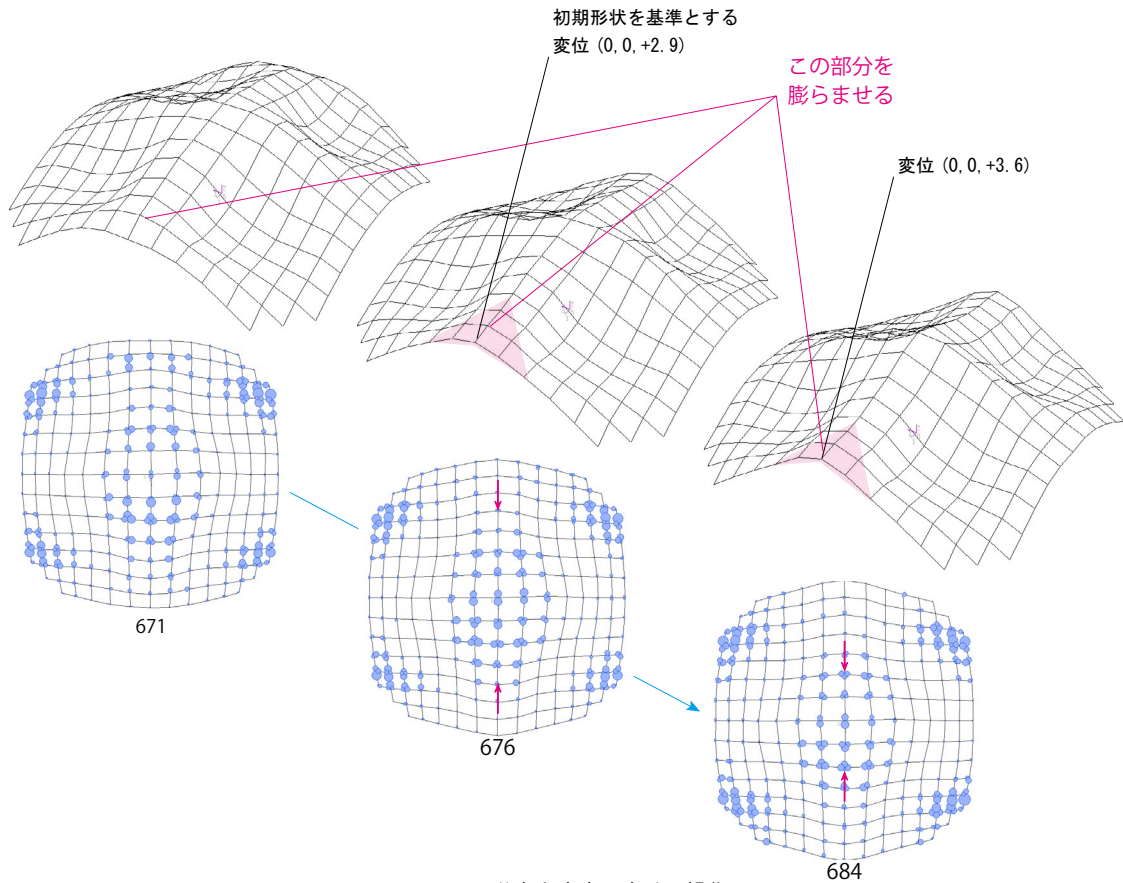 初期形状を基準とする
変位 (0,0,+2.9)
この部分を
膨らませる
変位 (0,0,+3.6)
671
676
684